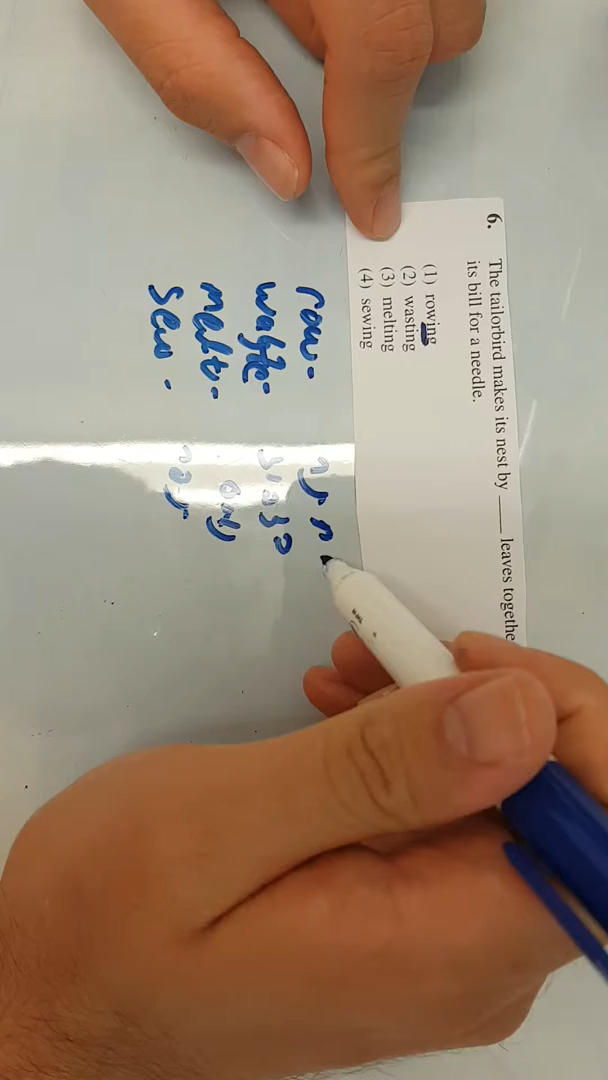 6. The tailorbird makes its nest by _____ leaves togethe
its bill for a needle.
(1) rowing
(2) wasting
(3) melting
(4) sewing
row-
waste-
melt-
sew-